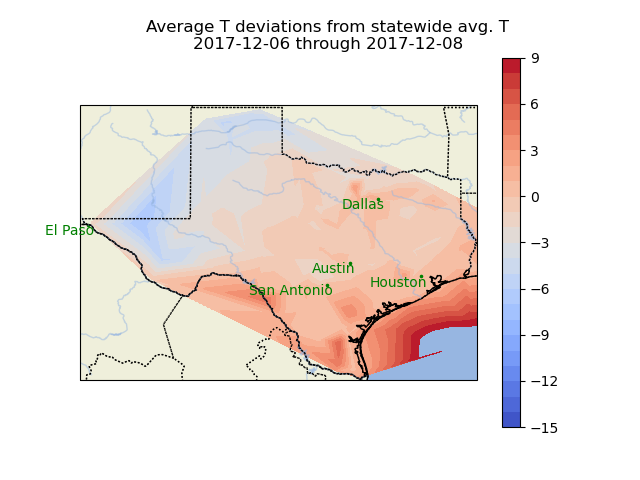 Average T deviations from statewide avg. T
2017-12-06 through 2017-12-08
9
6
3
0
−3
−6
−9
−12
−15
Dallas
El Paso
Austin
Houston
San Antonio